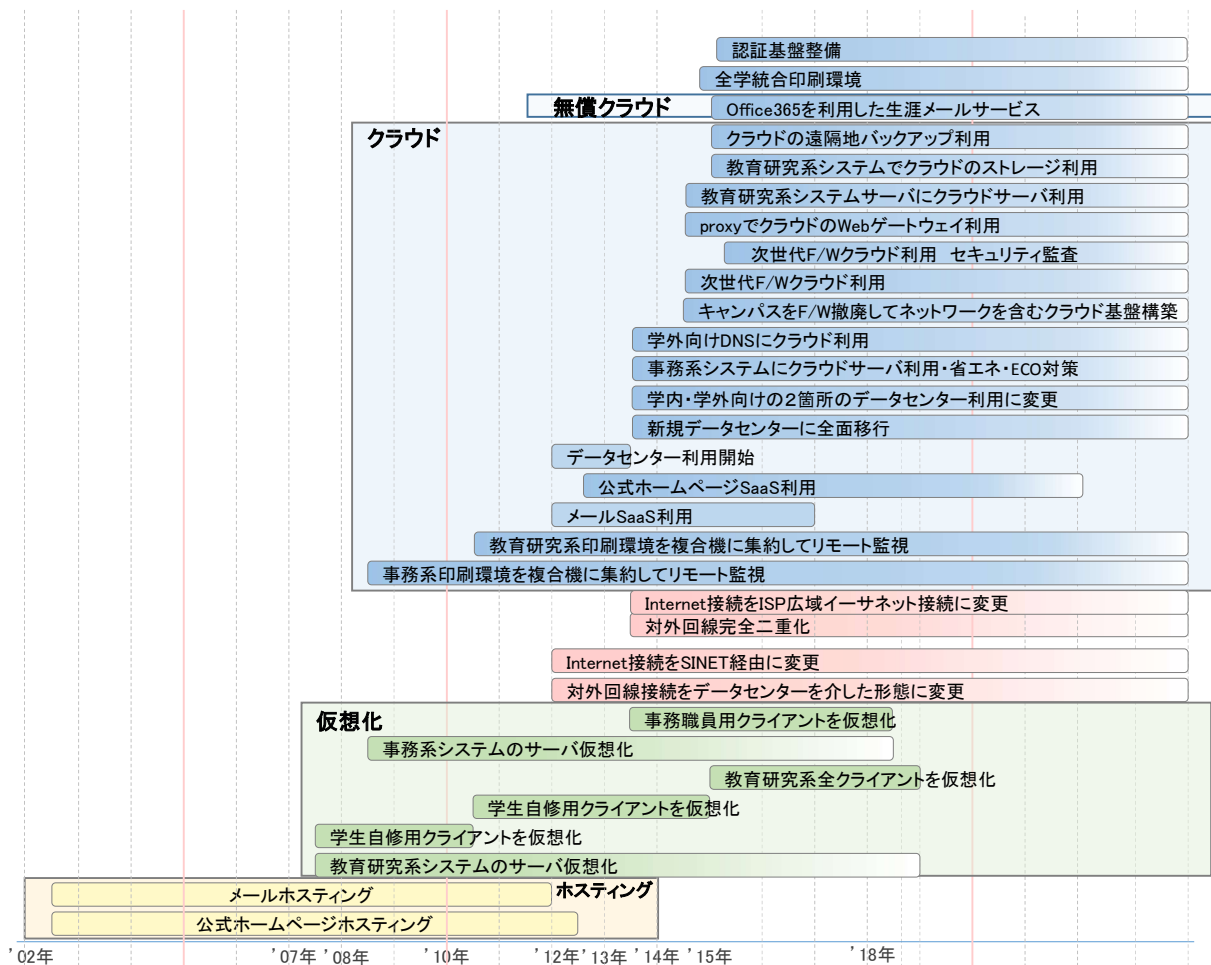 認証基盤整備
全学統合印刷環境
無償クラウド
Office365を利用した生涯メールサービス
クラウド
クラウドの遠隔地バックアップ利用
教育研究系システムでクラウドのストレージ利用
教育研究系システムサーバにクラウドサーバ利用
proxyでクラウドのWebゲートウェイ利用
次世代F/Wクラウド利用　セキュリティ監査
次世代F/Wクラウド利用
キャンパスをF/W撤廃してネットワークを含むクラウド基盤構築
学外向けDNSにクラウド利用
事務系システムにクラウドサーバ利用・省エネ・ECO対策
学内・学外向けの２箇所のデータセンター利用に変更
新規データセンターに全面移行
データセンター利用開始
公式ホームページSaaS利用
メールSaaS利用
教育研究系印刷環境を複合機に集約してリモート監視
事務系印刷環境を複合機に集約してリモート監視
Internet接続をISP広域イーサネット接続に変更
対外回線完全二重化
Internet接続をSINET経由に変更
対外回線接続をデータセンターを介した形態に変更
仮想化
事務職員用クライアントを仮想化
事務系システムのサーバ仮想化
教育研究系全クライアントを仮想化
学生自修用クライアントを仮想化
学生自修用クライアントを仮想化
教育研究系システムのサーバ仮想化
メールホスティング
ホスティング
公式ホームページホスティング
’02年 ’07年 ’08年 ’10年 ’12年 ’13年 ’14年 ’15年 ’18年